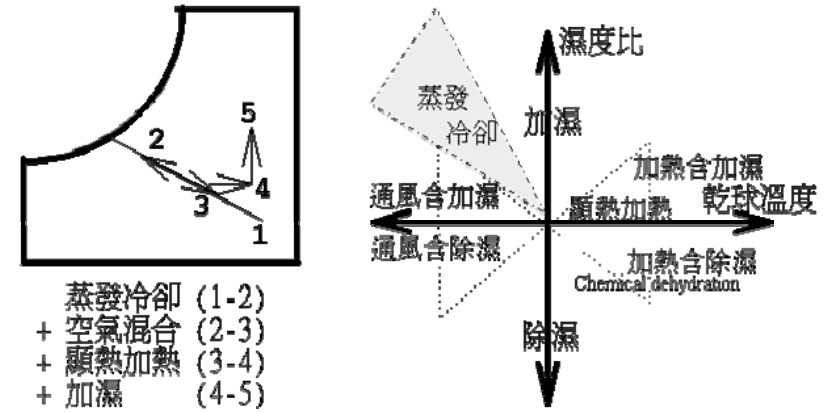 5
2
4
3
1
蒸發冷卻 (1-2)
+ 空氣混合 (2-3)
+ 顯熱加熱 (3-4)
+ 加濕 (4-5)
濕度比
蒸發
冷卻
加濕
加熱含加濕
通風含加濕
顯熱加熱
乾球溫度
通風含除濕
加熱含除濕
Chemical dehydration
除濕